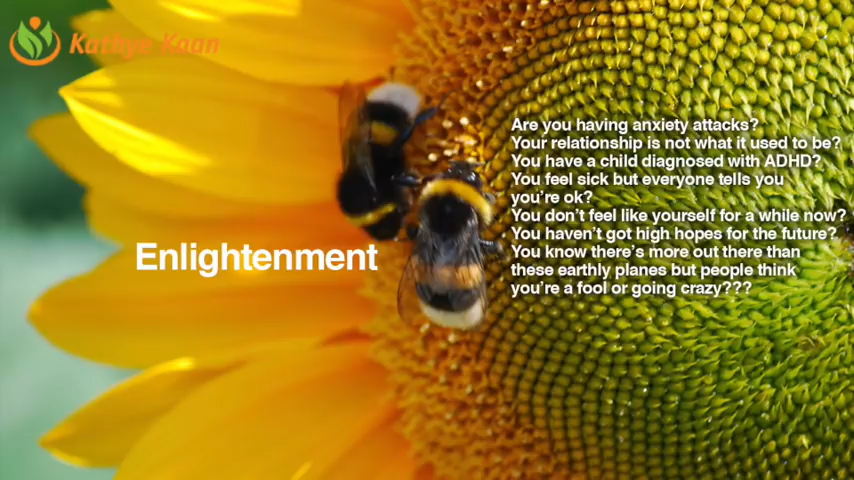 Kathye Kaan
Enlightenment
Are you having anxiety attacks?
Your relationship is not what it used to be?
You have a child diagnosed with ADHD?
You feel sick but everyone tells you
you're ok?
You don't feel like yourself for a while now?
You haven't got high hopes for the future?
You know there's more out there than
these earthly planes but people think
you're a fool or going crazy???